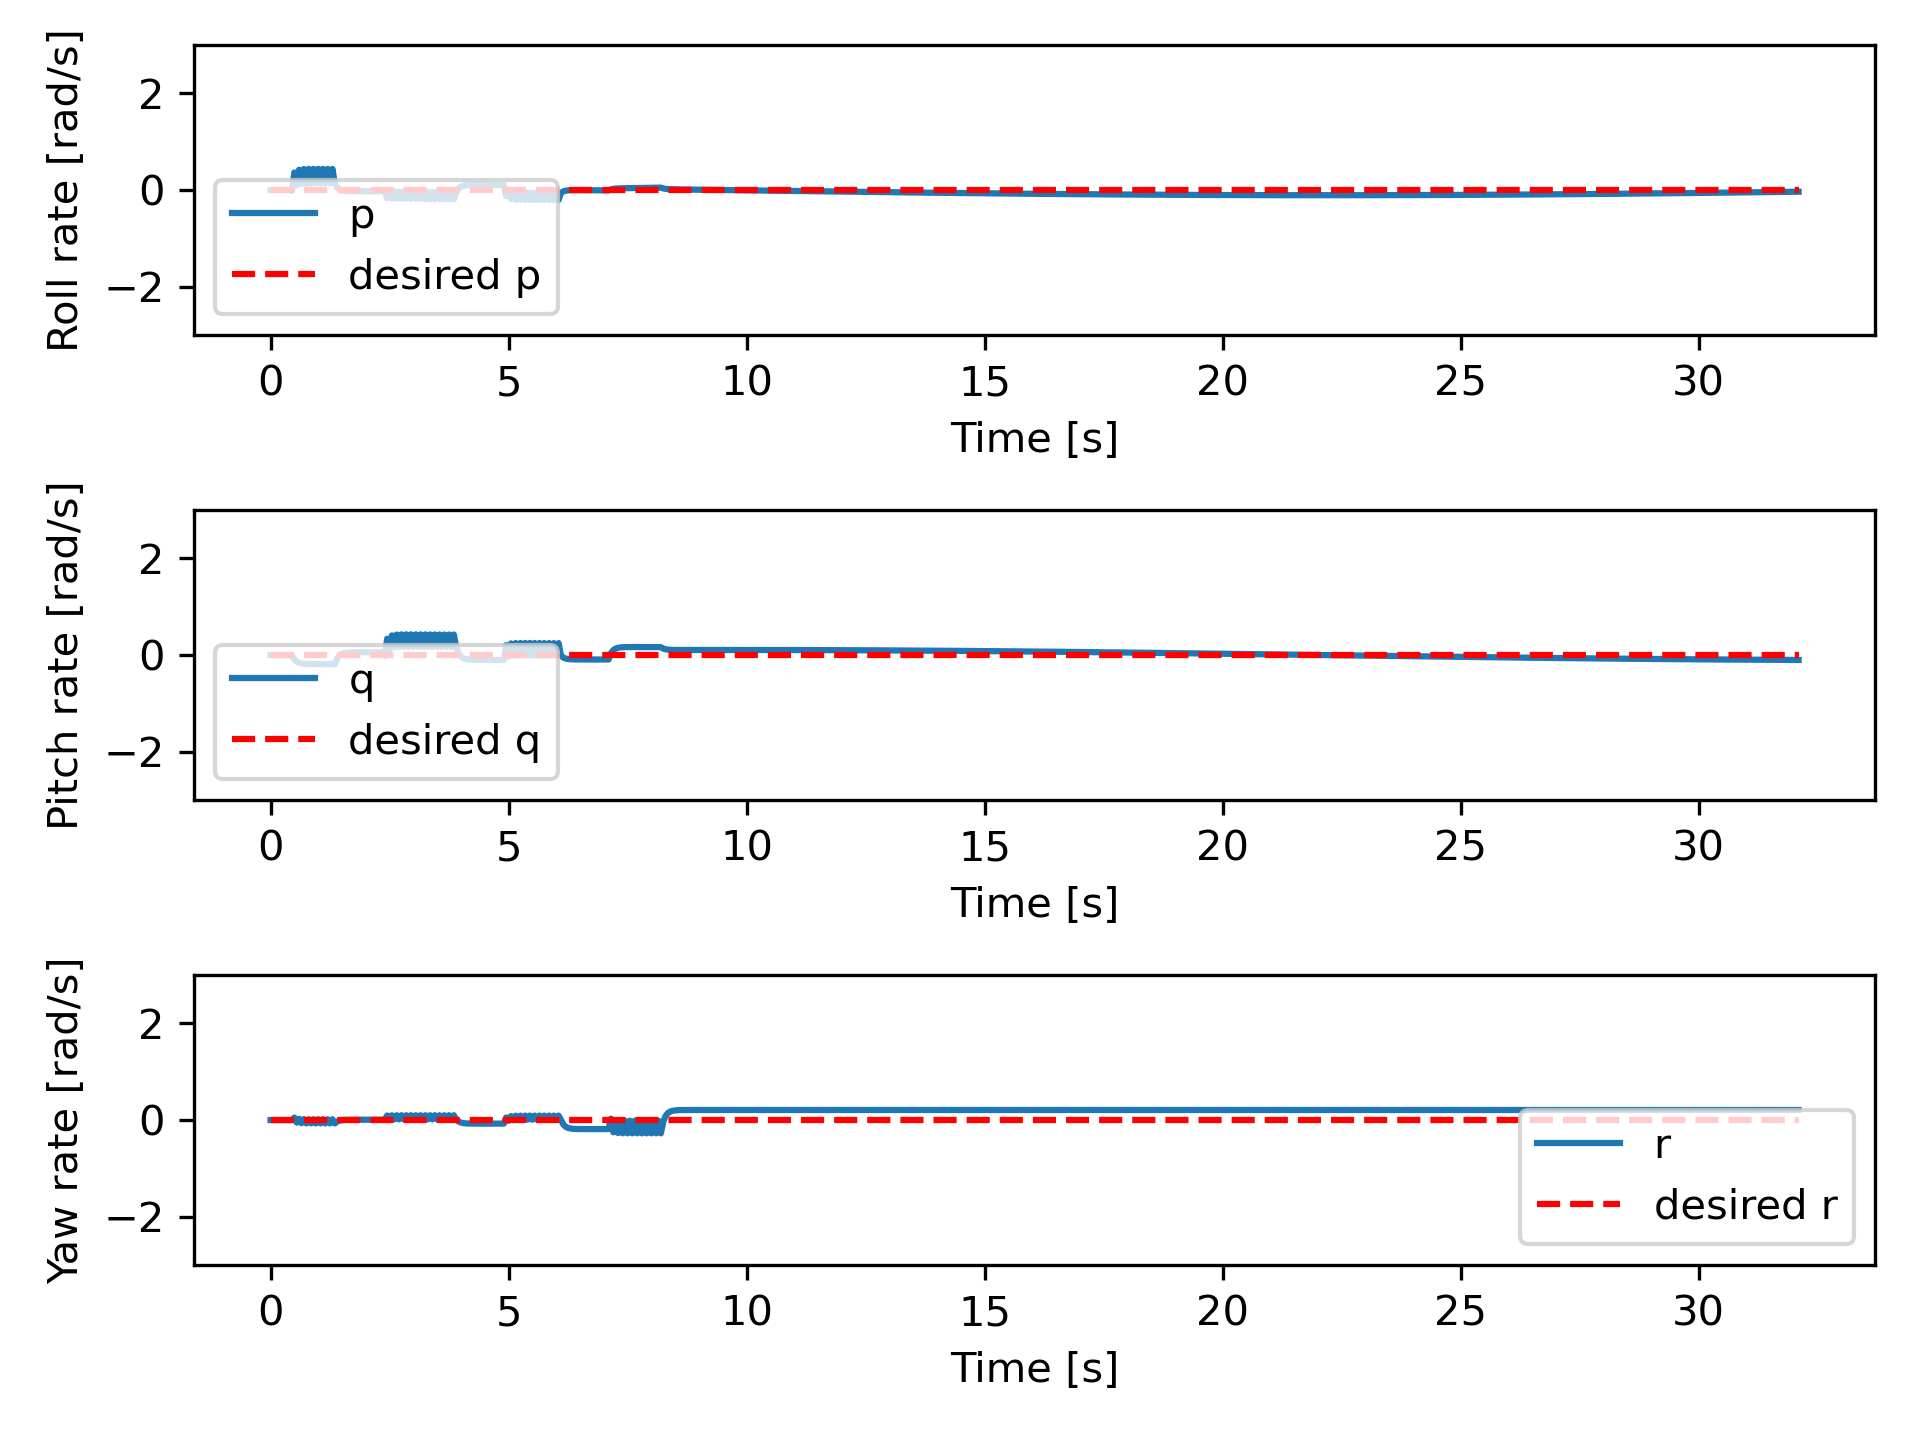 Roll rate [rad/s]
2
0
−2
p
desired p
0 5 10 15 20 25 30
Time [s]
Pitch rate [rad/s]
2
0
−2
q
desired q
0 5 10 15 20 25 30
Time [s]
Yaw rate [rad/s]
2
0
−2
r
desired r
0 5 10 15 20 25 30
Time [s]